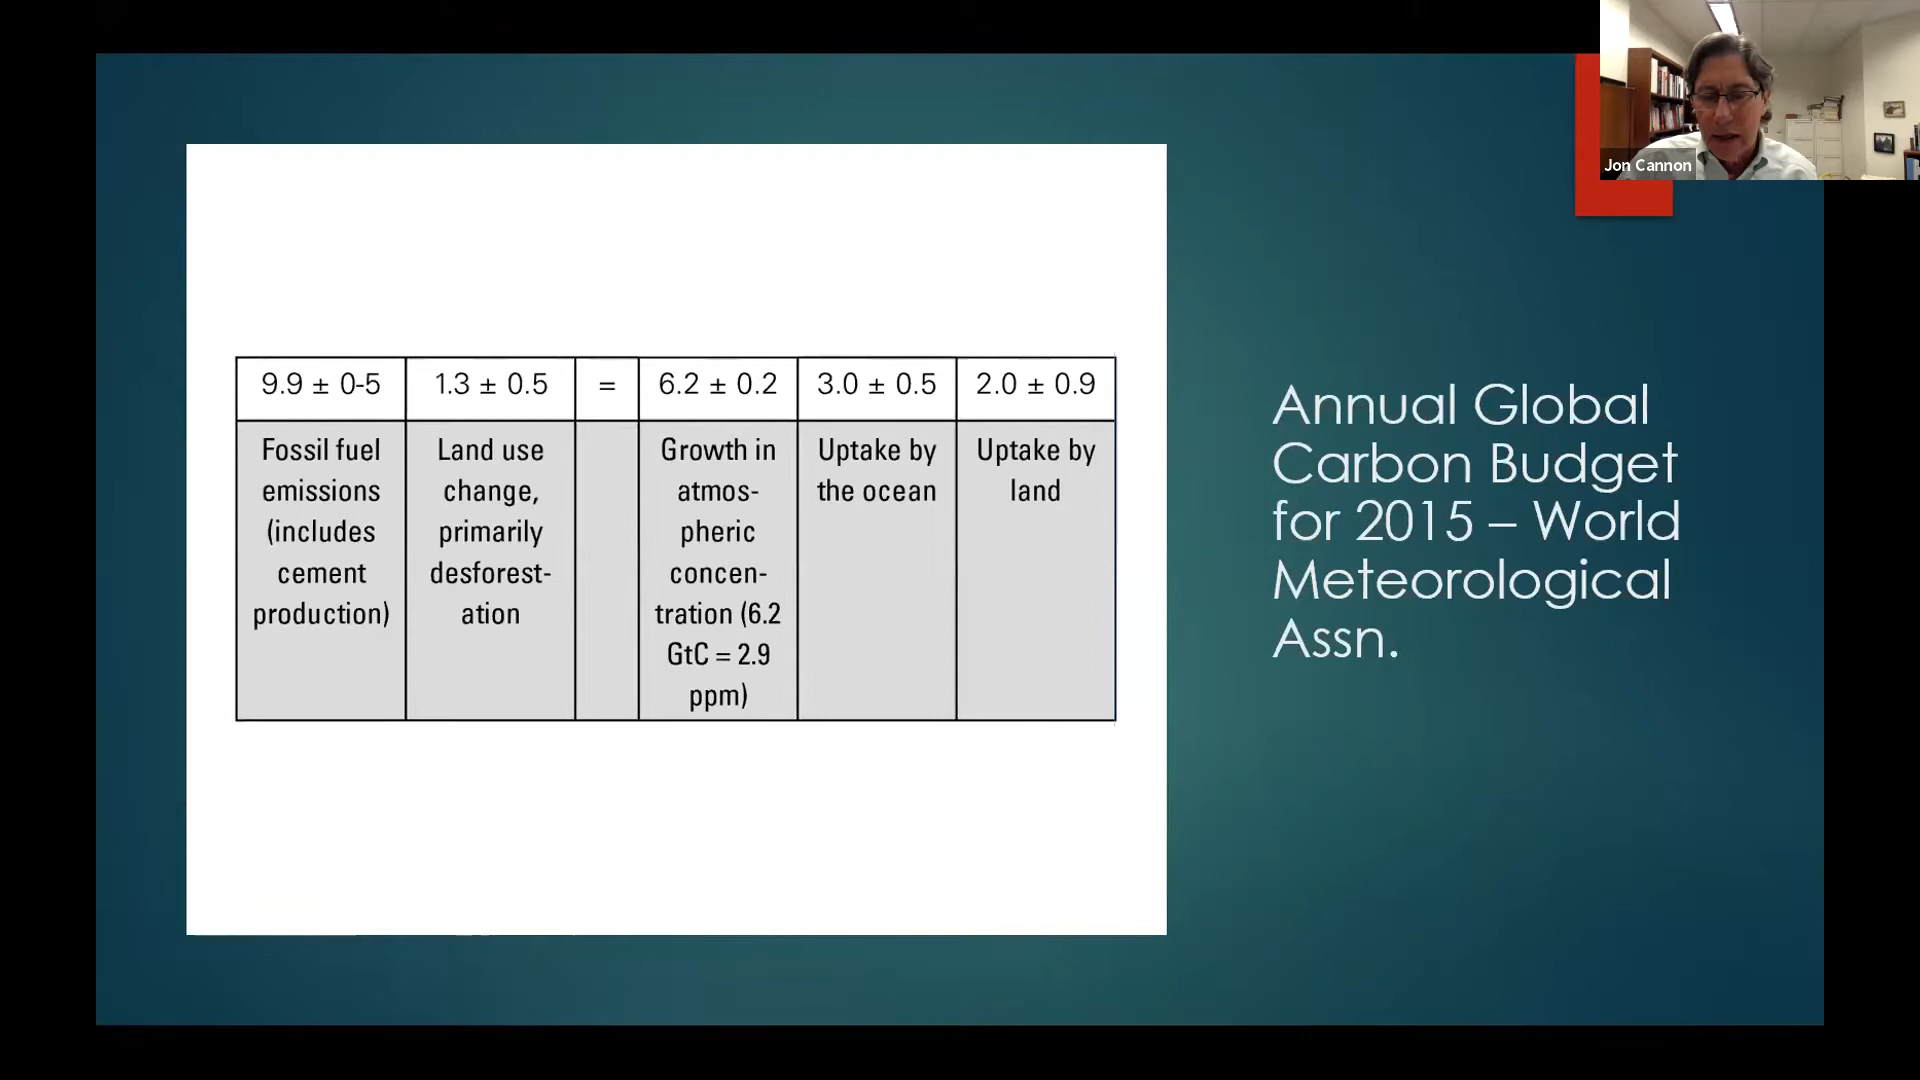 Jon Cannon
9.9 ± 0-5 1.3 ± 0.5 = 6.2 ± 0.2 3.0 ± 0.5 2.0 ± 0.9
Fossil fuel
emissions
(includes
cement
production)
Land use
change,
primarily
desforest-
ation
Growth in
atmos-
pheric
concen-
tration (6.2
GtC = 2.9
ppm)
Uptake by
the ocean
Uptake by
land
Annual Global
Carbon Budget
for 2015 – World
Meteorological
Assn.